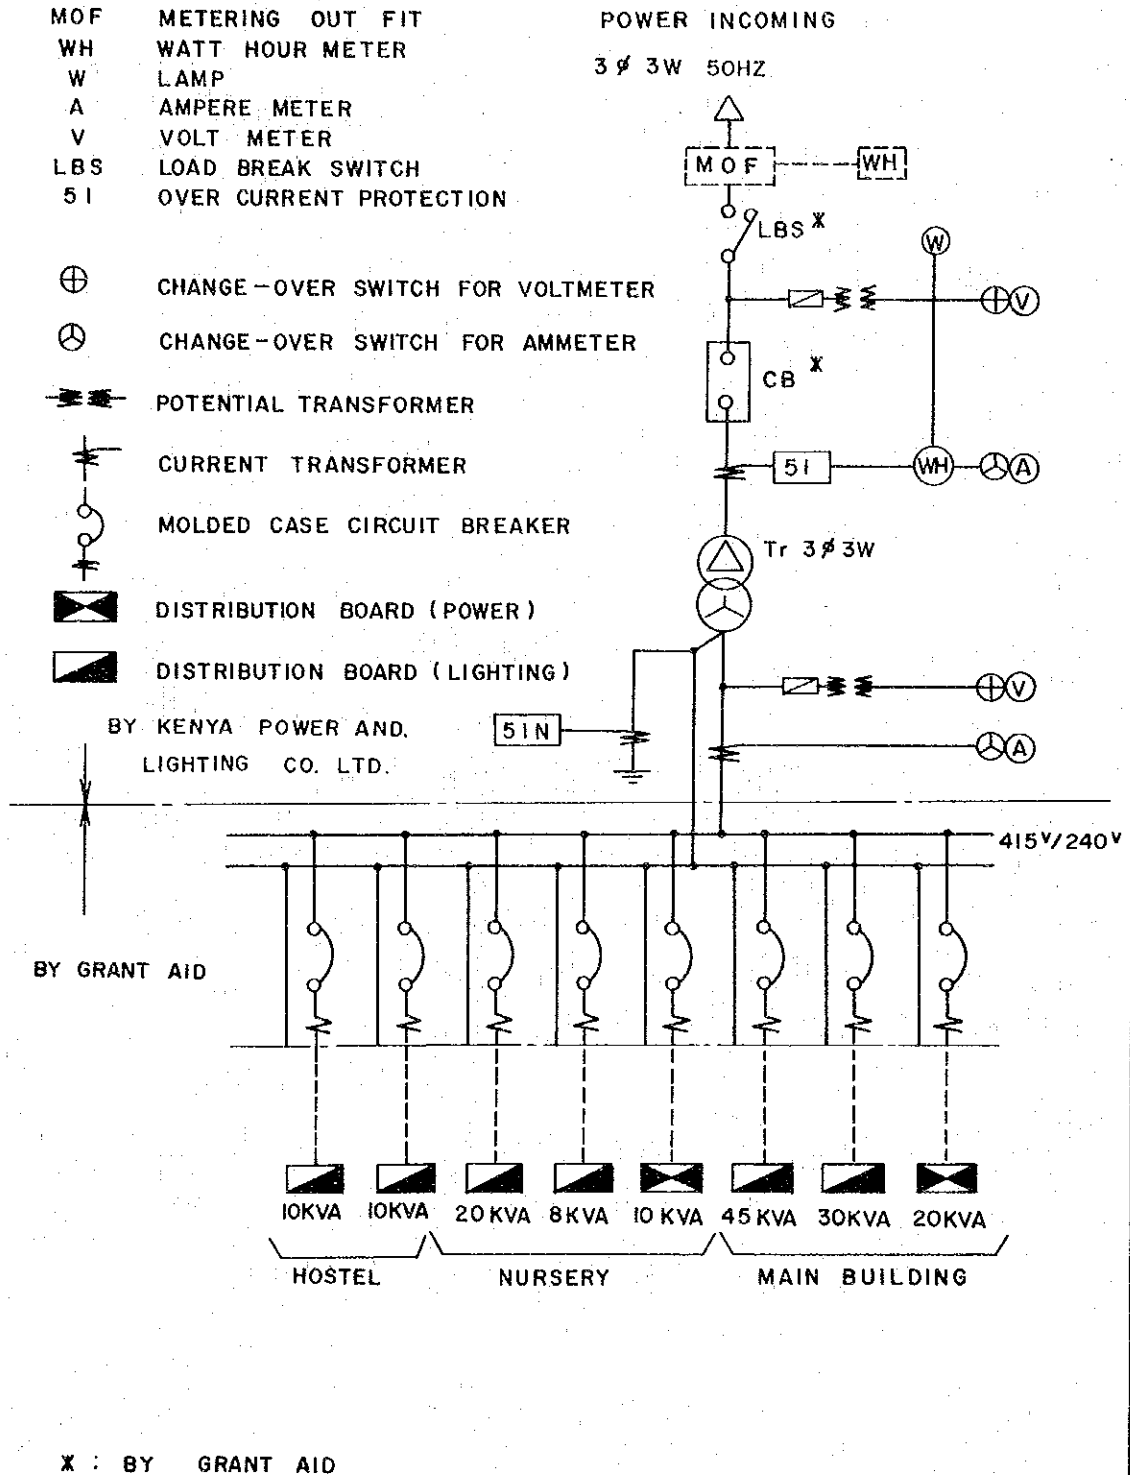 MOF METERING OUT FIT
WH WATT HOUR METER
W LAMP
A AMPERE METER
V VOLT METER
LBS LOAD BREAK SWITCH
51 OVER CURRENT PROTECTION
CHANGE-OVER SWITCH FOR VOLTMETER
CHANGE-OVER SWITCH FOR AMMETER
POTENTIAL TRANSFORMER
CURRENT TRANSFORMER
MOLDED CASE CIRCUIT BREAKER
DISTRIBUTION BOARD (POWER)
DISTRIBUTION BOARD (LIGHTING)
BY KENYA POWER AND.
LIGHTING CO. LTD.
BY GRANT AID
POWER INCOMING
3ϕ 3W 50HZ
MOF WH
LBS *
W
V
CB *
51 WH A
Tr 3ϕ3W
V
51N
A
415V/240V
10KVA 10KVA 20KVA 8KVA 10KVA 45KVA 30KVA 20KVA
HOSTEL NURSERY MAIN BUILDING
* : BY GRANT AID